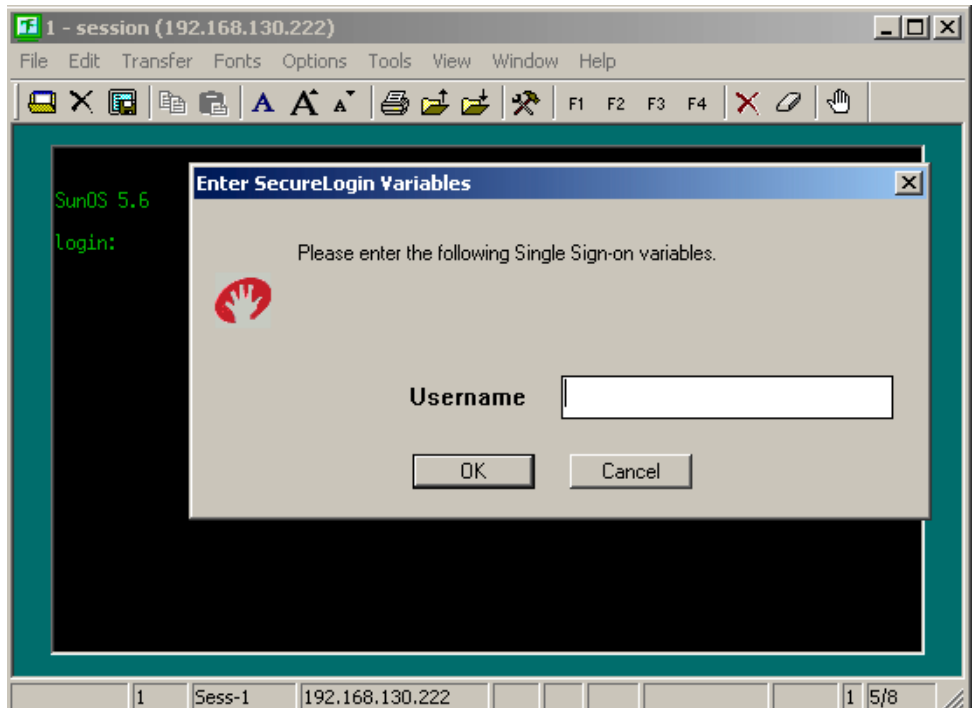 1 - session (192.168.130.222)
File Edit Transfer Fonts Options Tools View Window Help
A A A F1 F2 F3 F4
SunOS 5.6
login:
Enter SecureLogin Variables
Please enter the following Single Sign-on variables.
Username
OK Cancel
1 Sess-1 192.168.130.222 1 5/8